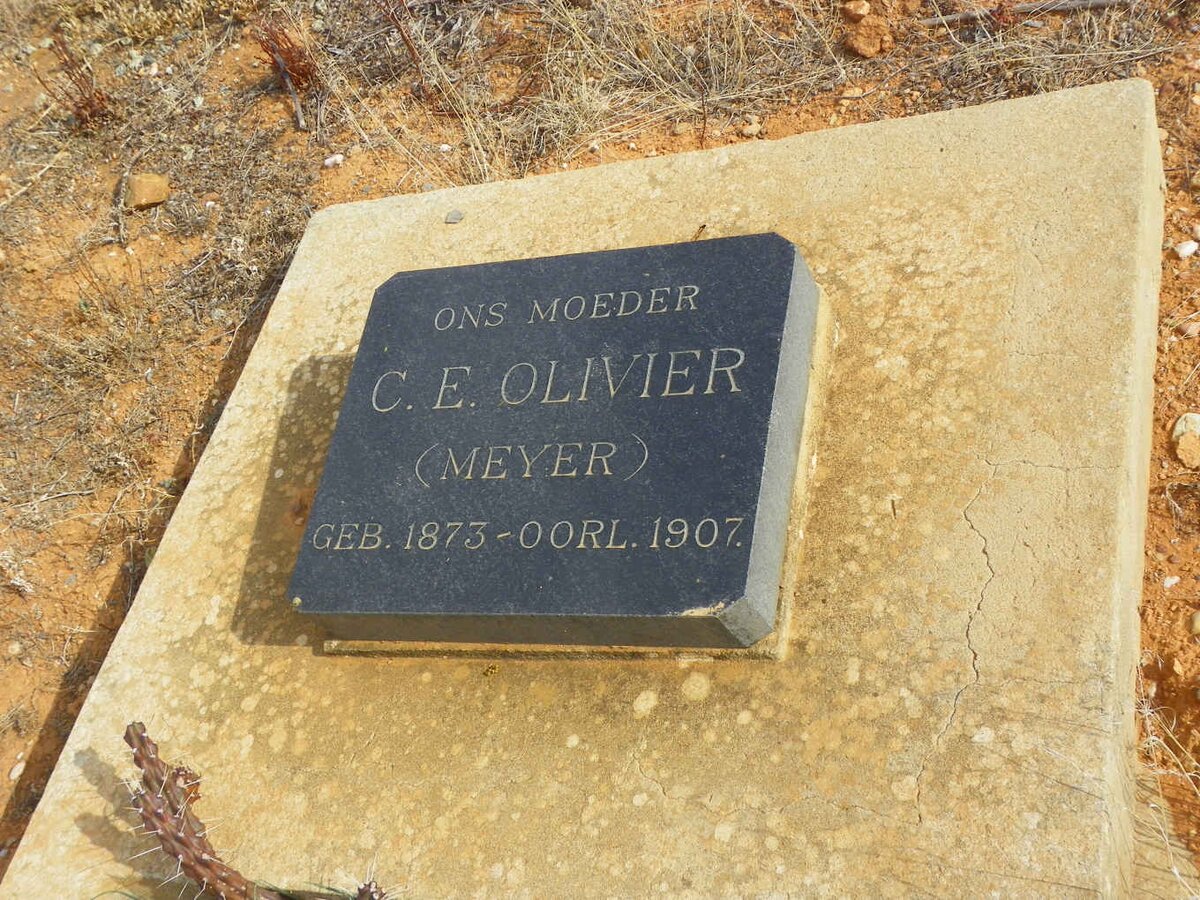 ONS MOEDER
C. E. OLIVIER
(MEYER)
GEB. 1873 - OORL. 1907.